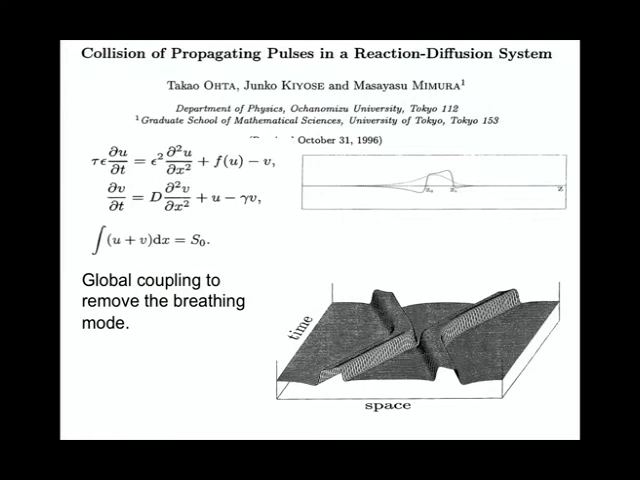 Collision of Propagating Pulses in a Reaction-Diffusion System
Takao OHTA, Junko KIYOSE and Masayasu MIMURA¹
Department of Physics, Ochanomizu University, Tokyo 112
¹Graduate School of Mathematical Sciences, University of Tokyo, Tokyo 153
October 31, 1996)
τε ∂u/∂t = ε² ∂²u/∂x² + f(u) − v,
∂v/∂t = D ∂²v/∂x² + u − γv,
∫(u + v)dx = S₀.
Z
Global coupling to
remove the breathing
mode.
time
space